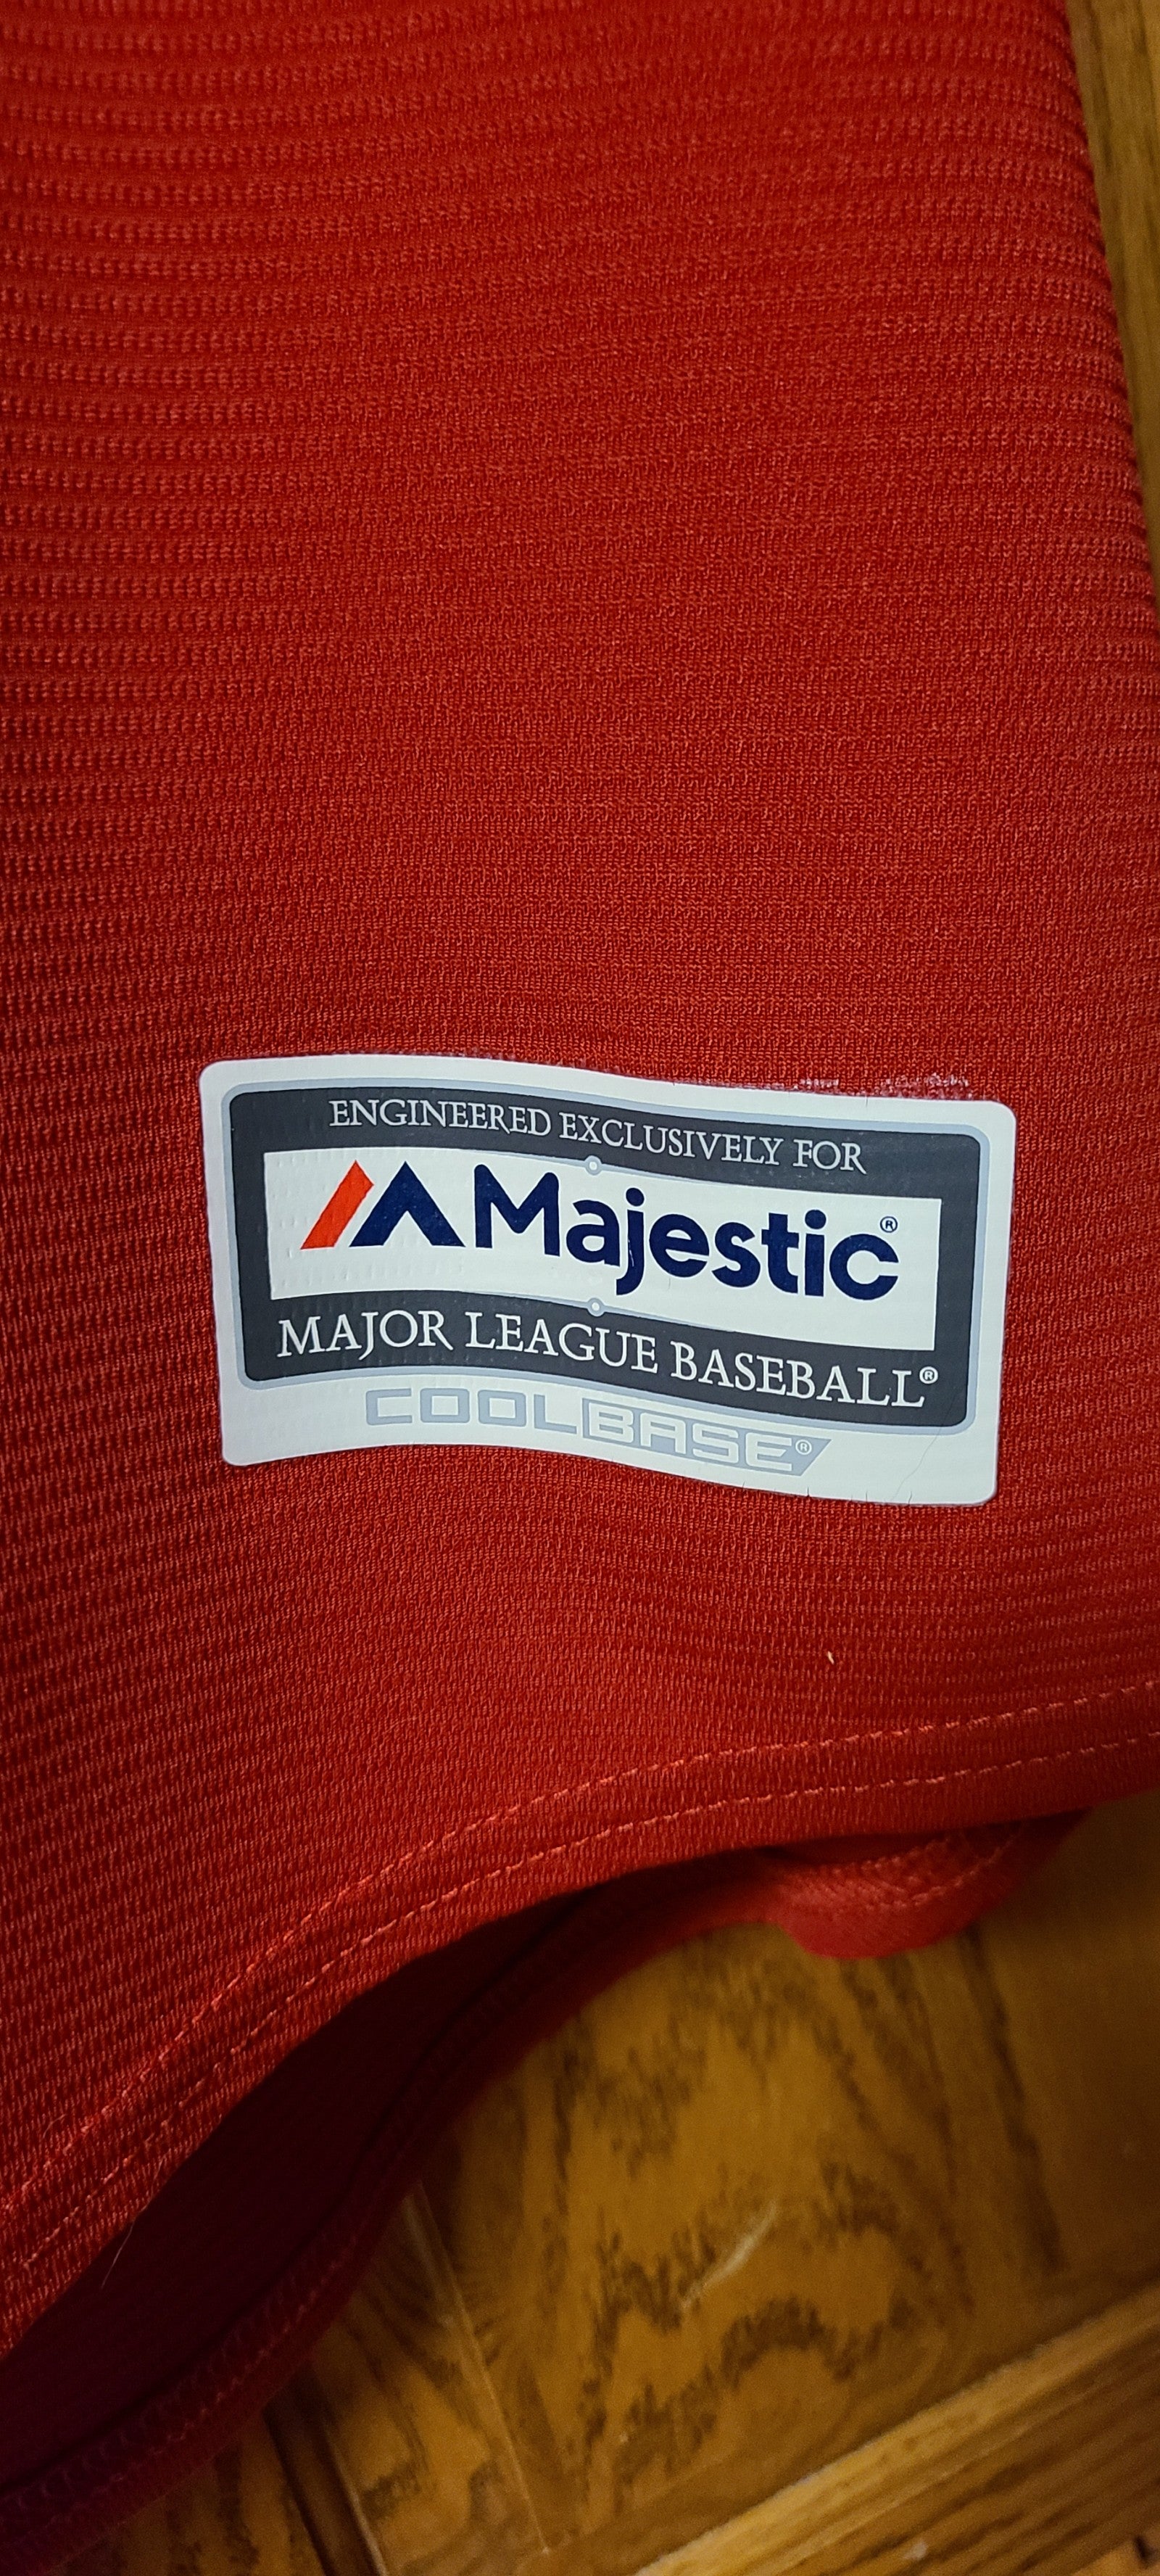 ENGINEERED EXCLUSIVELY FOR
Majestic®
MAJOR LEAGUE BASEBALL®
COOLBASE®